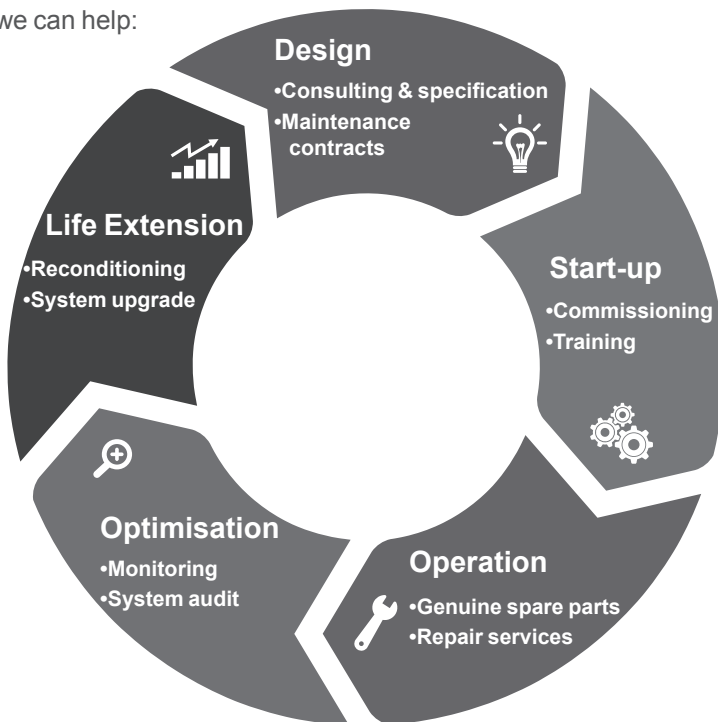 we can help:
Design
•Consulting & specification
•Maintenance
contracts
Start-up
•Commissioning
•Training
Operation
•Genuine spare parts
•Repair services
Optimisation
•Monitoring
•System audit
Life Extension
•Reconditioning
•System upgrade